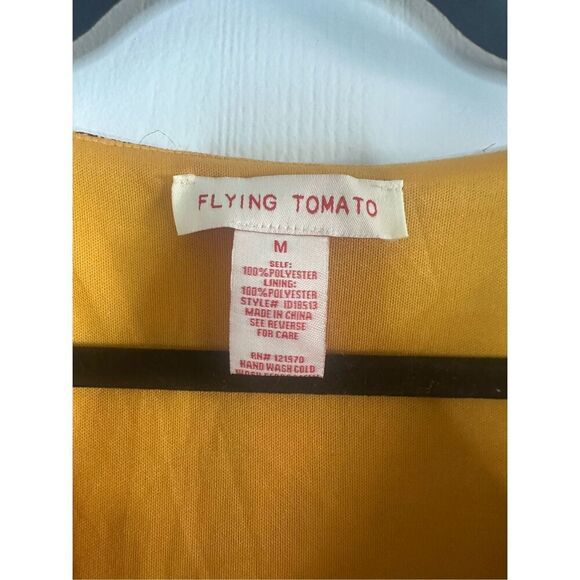 FLYING TOMATO
M
SELF:
100%POLYESTER
LINING:
100%POLYESTER
STYLE# ID18513
MADE IN CHINA
SEE REVERSE
FOR CARE
RN# 121970
HAND WASH COLD